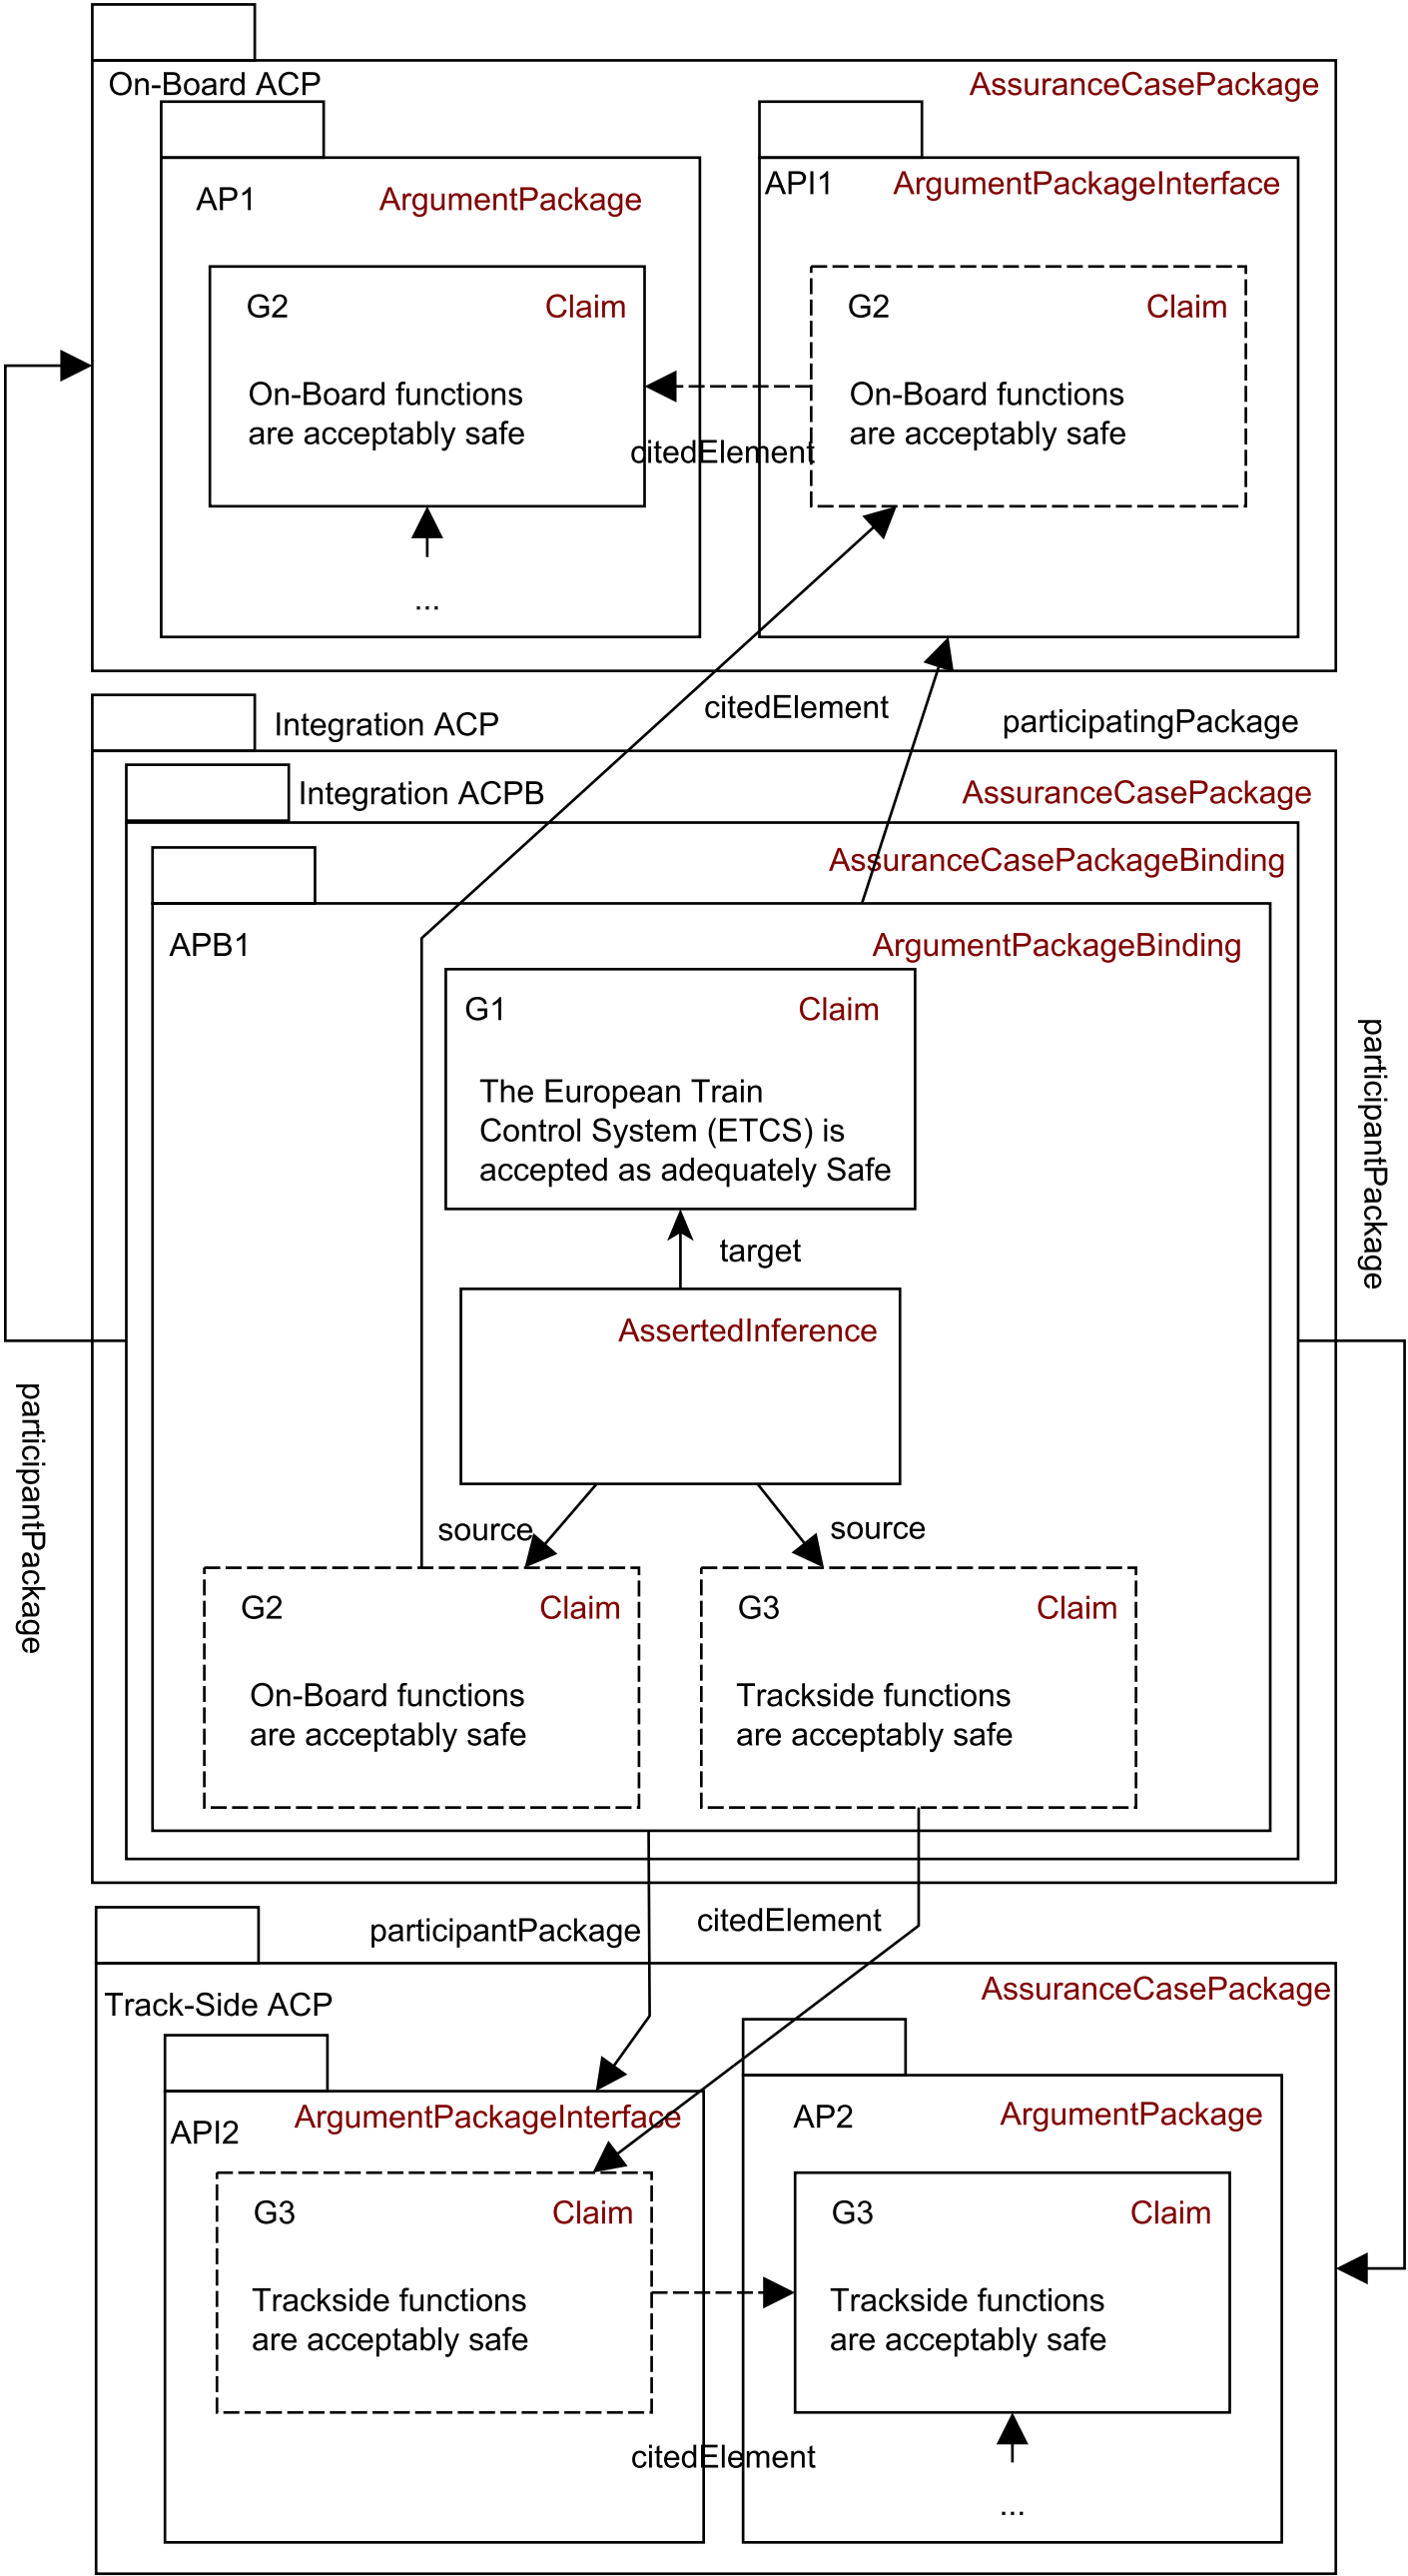 On-Board ACP
AssuranceCasePackage
AP1
ArgumentPackage
API1
ArgumentPackageInterface
G2
Claim
On-Board functions
are acceptably safe
G2
Claim
On-Board functions
are acceptably safe
citedElement
...
citedElement
participatingPackage
Integration ACP
Integration ACPB
AssuranceCasePackage
AssuranceCasePackageBinding
APB1
ArgumentPackageBinding
G1
Claim
The European Train
Control System (ETCS) is
accepted as adequately Safe
participantPackage
target
AssertedInference
participantPackage
source
source
G2
Claim
On-Board functions
are acceptably safe
G3
Claim
Trackside functions
are acceptably safe
participantPackage
citedElement
Track-Side ACP
AssuranceCasePackage
API2
ArgumentPackageInterface
AP2
ArgumentPackage
G3
Claim
Trackside functions
are acceptably safe
G3
Claim
Trackside functions
are acceptably safe
citedElement
...